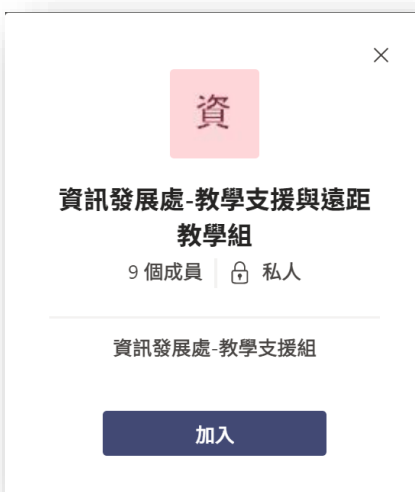 資
資訊發展處-教學支援與遠距
教學組
9 個成員 私人
資訊發展處-教學支援組
加入